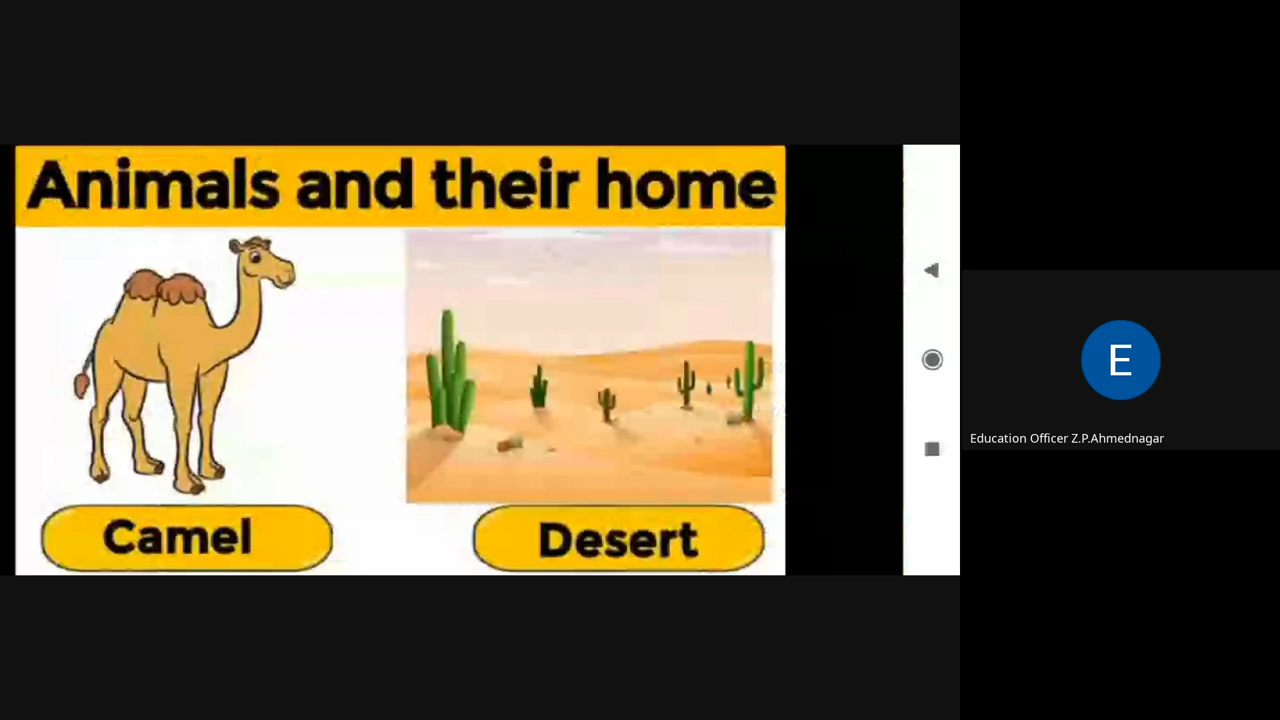 Animals and their home
Camel
Desert
E
Education Officer Z.P.Ahmednagar